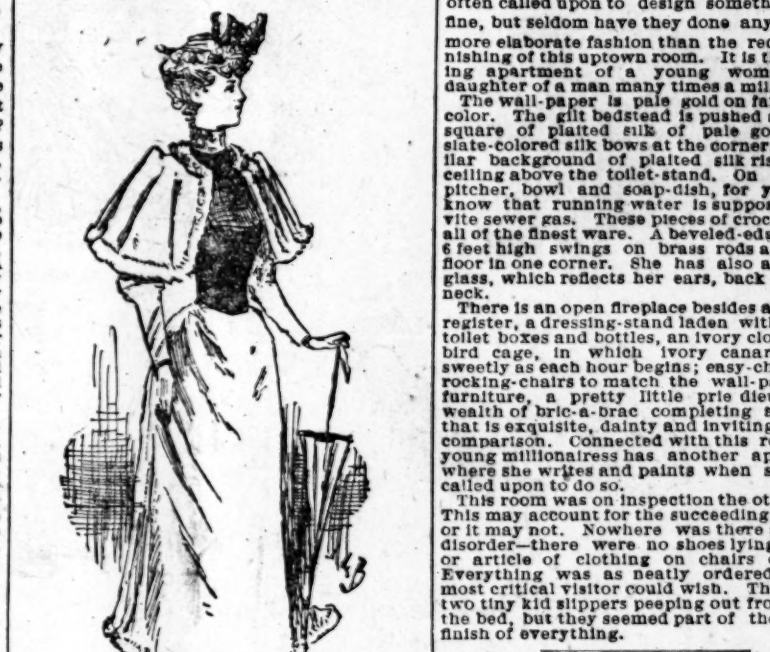 often called upon to design someth
fine, but seldom have they done any
more elaborate fashion than the rec
nishing of this uptown room. It is t
ing apartment of a young wom
daughter of a man many times a mil
The wall-paper is pale gold on fa
color. The gilt bedstead is pushed
square of plaited silk of pale go
slate-colored silk bows at the corner
ilar background of plaited silk ris
ceiling above the toilet-stand. On
pitcher, bowl and soap-dish, for y
know that running water is suppos
vite sewer gas. These pieces of croc
all of the finest ware. A beveled-ed
6 feet high swings on brass rods a
floor in one corner. She has also a
glass, which reflects her ears, back
neck.
There is an open fireplace besides a
register, a dressing-stand laden wit
toilet boxes and bottles, an ivory clo
bird cage, in which ivory canar
sweetly as each hour begins; easy-ch
rocking-chairs to match the wall-p
furniture, a pretty little prie dieu
wealth of bric-a-brac completing a
that is exquisite, dainty and inviting
comparison. Connected with this r
young millionairess has another ap
where she writes and paints when s
called upon to do so.
This room was on inspection the ot
This may account for the succeeding
or it may not. Nowhere was there
disorder—there were no shoes lying
or article of clothing on chairs
Everything was as neatly ordered
most critical visitor could wish. Th
two tiny kid slippers peeping out fro
the bed, but they seemed part of the
finish of everything.